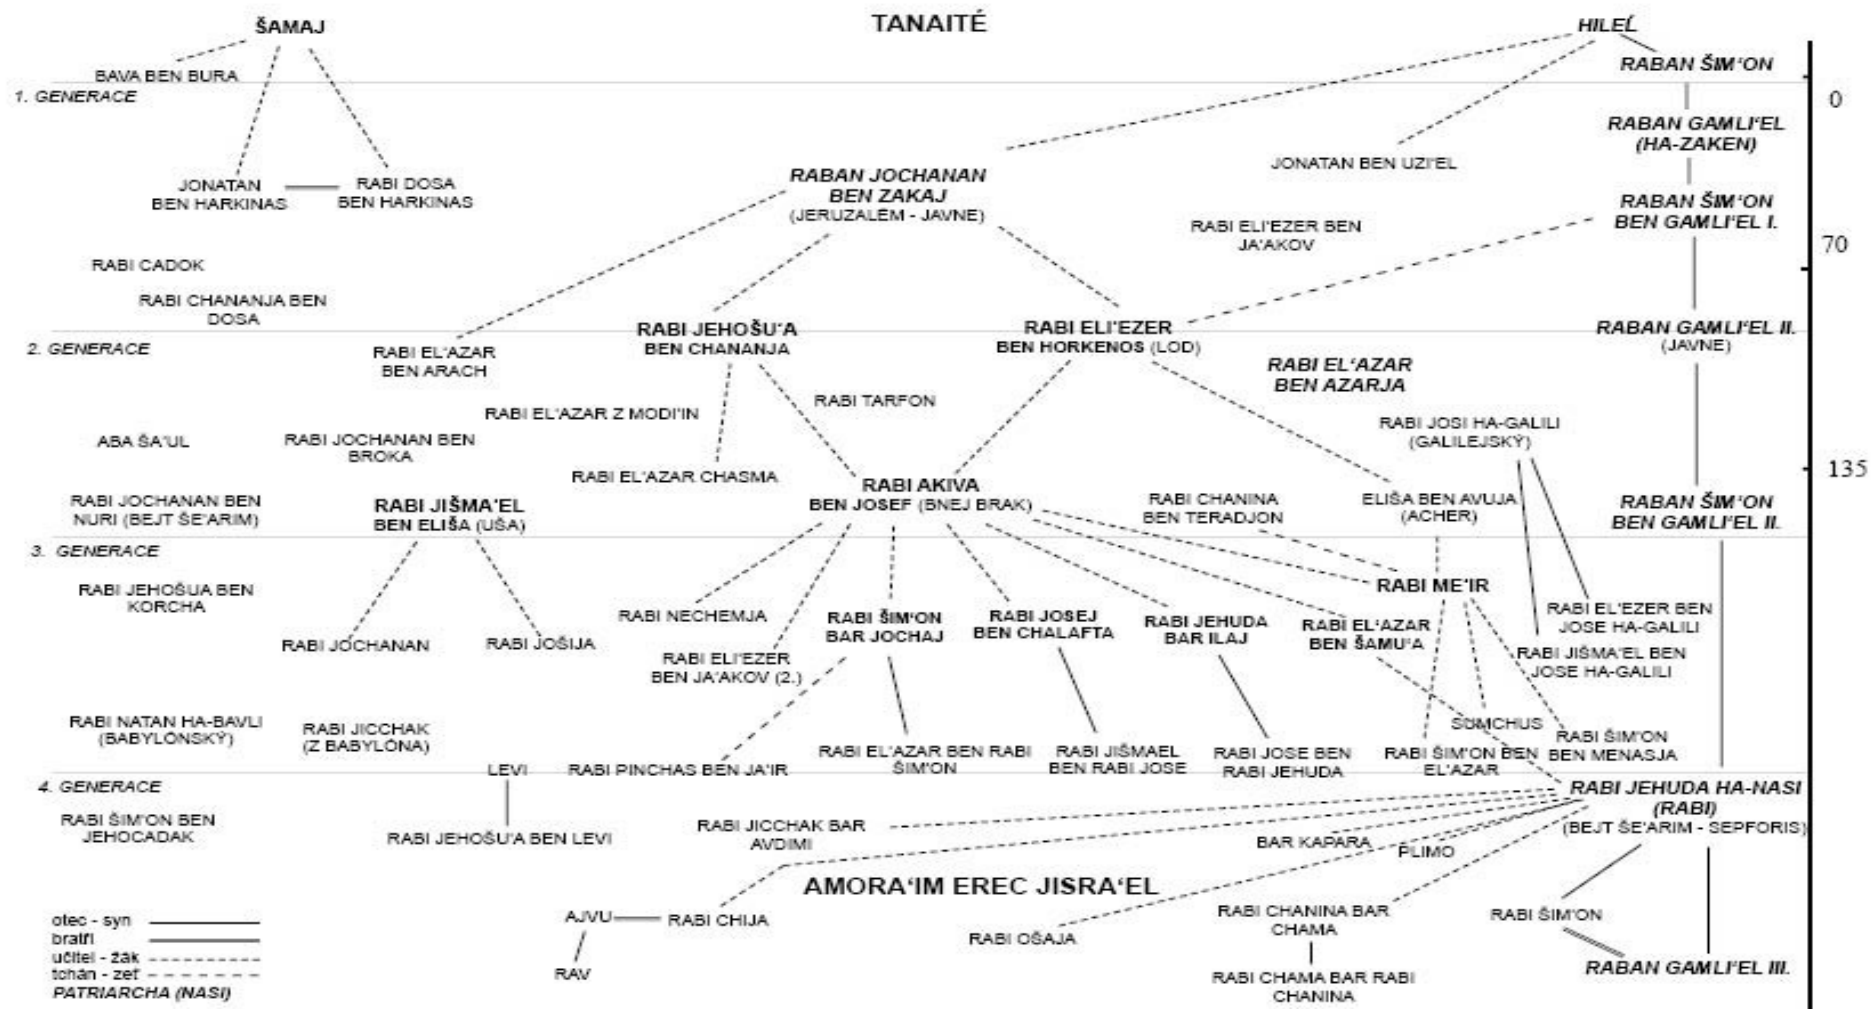 TANAITÉ
ŠAMAJ
HILEĹ
BAVA BEN BURA
RABAN ŠIM‘ON
1. GENERACE
0
RABAN GAMLI‘EL
(HA-ZAKEN)
JONATAN BEN UZI'EL
JONATAN
BEN HARKINAS
RABI DOSA
BEN HARKINAS
RABAN JOCHANAN
BEN ZAKAJ
(JERUZALÉM - JAVNE)
RABAN ŠIM‘ON
BEN GAMLI‘EL I.
RABI ELI'EZER BEN
JA'AKOV
70
RABI CADOK
RABI CHANANJA BEN
DOSA
2. GENERACE
RABI EL'AZAR
BEN ARACH
RABI JEHOŠU‘A
BEN CHANANJA
RABI ELI'EZER
BEN HORKENOS (LOD)
RABAN GAMLI‘EL II.
(JAVNE)
RABI EL‘AZAR
BEN AZARJA
RABI TARFON
RABI EL'AZAR Z MODI'IN
RABI JOSI HA-GALILI
(GALILEJSKÝ)
ABA ŠA'UL
RABI JOCHANAN BEN
BROKA
RABI EL'AZAR CHASMA
135
RABI AKIVA
BEN JOSEF (BNEJ BRAK)
RABI JOCHANAN BEN
NURI (BEJT ŠE'ARIM)
RABI JIŠMA'EL
BEN ELIŠA (UŠA)
RABI CHANINA
BEN TERADJON
ELIŠA BEN AVUJA
(ACHER)
RABAN ŠIM‘ON
BEN GAMLI‘EL II.
3. GENERACE
RABI JEHOŠUA BEN
KORCHA
RABI JOCHANAN
RABI JOŠIJA
RABI NECHEMJA
RABI ELI'EZER
BEN JA'AKOV (2.)
RABI ŠIM‘ON
BAR JOCHAJ
RABI JOSEJ
BEN CHALAFTA
RABI JEHUDA
BAR ILAJ
RABI EL‘AZAR
BEN ŠAMU‘A
RABI ME'IR
RABI EL'EZER BEN
JOSE HA-GALILI
RABI JIŠMA'EL BEN
JOSE HA-GALILI
RABI NATAN HA-BAVLI
(BABYLÓNSKÝ)
RABI JICCHAK
(Z BABYLÓNA)
LEVI
RABI PINCHAS BEN JA'IR
RABI EL'AZAR BEN RABI
ŠIM'ON
RABI JIŠMAEL
BEN RABI JOSE
RABI JOSE BEN
RABI JEHUDA
SUMCHUS
RABI ŠIM'ON BEN
EL'AZAR
RABI ŠIM'ON
BEN MENASJA
4. GENERACE
RABI ŠIM'ON BEN
JEHOCADAK
RABI JEHOŠU'A BEN LEVI
RABI JICCHAK BAR
AVDIMI
BAR KAPARA
PLIMO
RABI JEHUDA HA-NASI
(RABI)
(BEJT ŠE'ARIM - SEPFORIS)
AMORA‘IM EREC JISRA‘EL
AJVU
RABI CHIJA
RAV
RABI OŠAJA
RABI CHANINA BAR
CHAMA
RABI CHAMA BAR RABI
CHANINA
RABI ŠIM'ON
RABAN GAMLI‘EL III.
otec - syn
bratři
učitel - žák
tchán - zeť
PATRIARCHA (NASI)